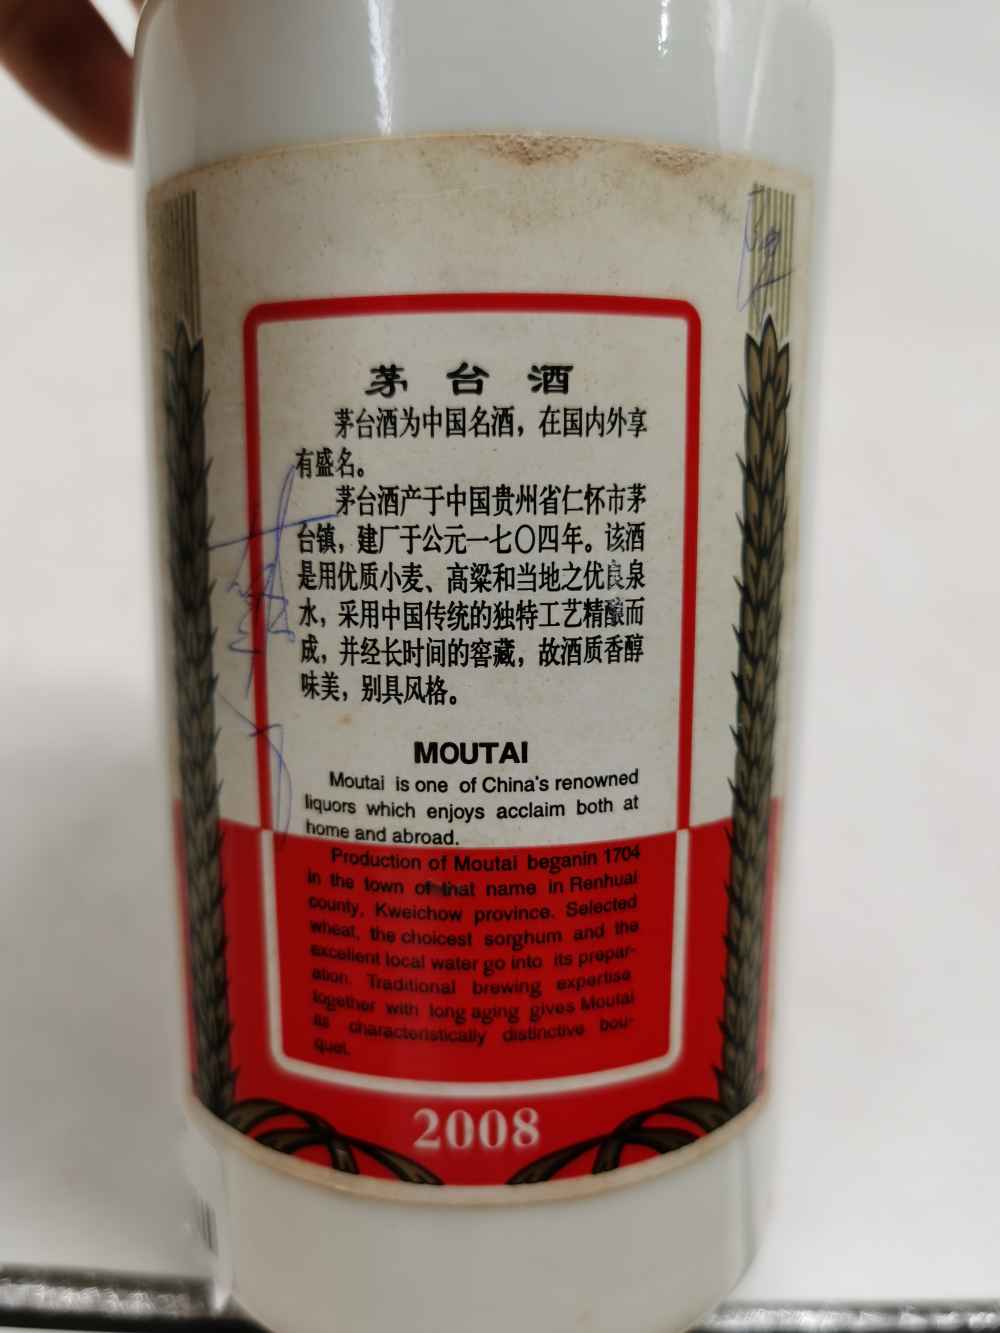 茅台酒
茅台酒为中国名酒，在国内外享
有盛名。
茅台酒产于中国贵州省仁怀市茅
台镇，建厂于公元一七〇四年。该酒
是用优质小麦、高粱和当地之优良泉
水，采用中国传统的独特工艺精酿而
成，并经长时间的窖藏，故酒质香醇
味美，别具风格。
MOUTAI
Moutai is one of China's renowned
liquors which enjoys acclaim both at
home and abroad.
Production of Moutai beganin 1704
in the town of that name in Renhuai
county, Kweichow province. Selected
wheat, the choicest sorghum and the
excellent local water go into its prepar-
ation. Traditional brewing expertise
together with long aging gives Moutai
as characteristically distinctive bou-
quet.
2008